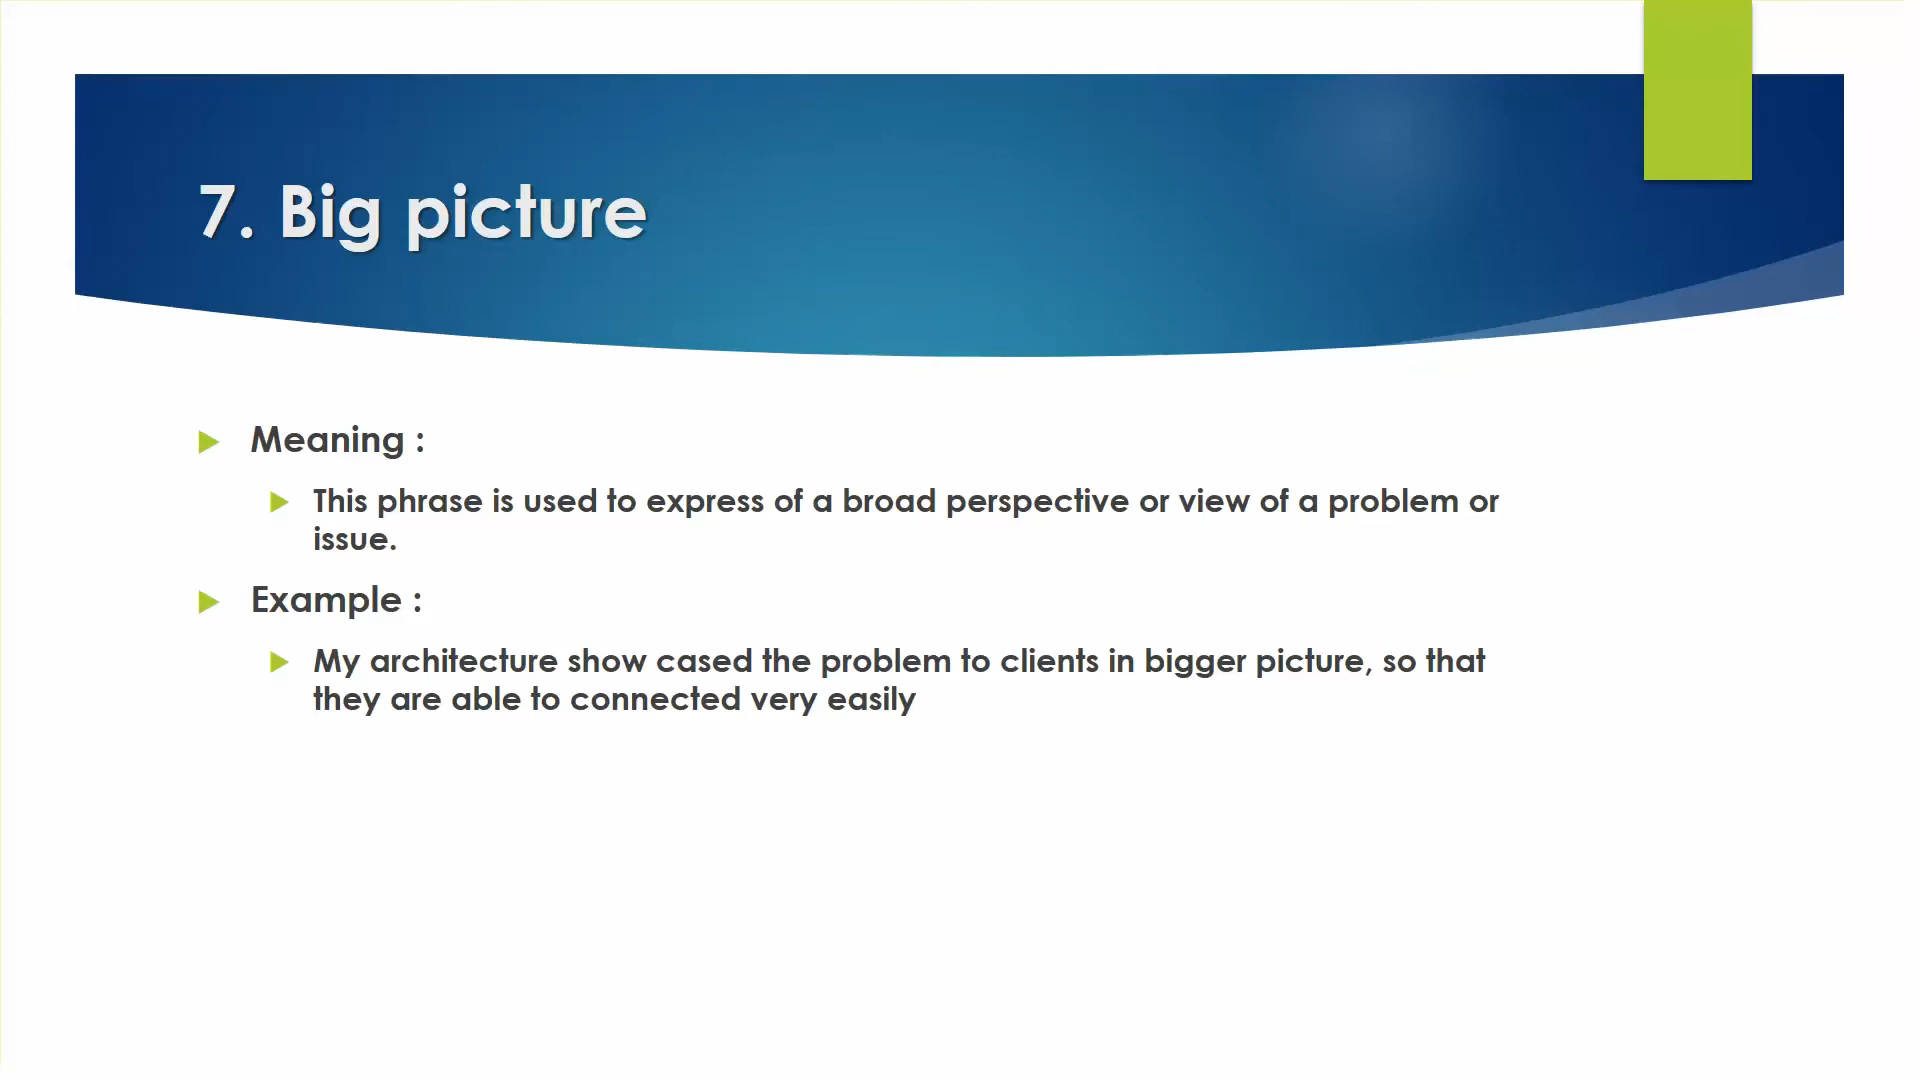 7. Big picture
Meaning :
This phrase is used to express of a broad perspective or view of a problem or
issue.
Example :
My architecture show cased the problem to clients in bigger picture, so that
they are able to connected very easily